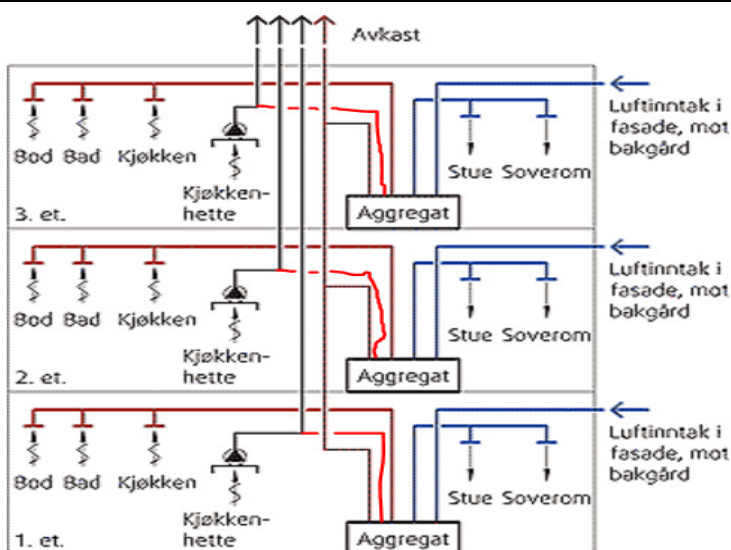 Avkast
Luftinntak i
fasade, mot
bakgård
Bod Bad Kjøkken
Stue Soverom
Kjøkken-
hette
3. et.
Aggregat
Luftinntak i
fasade, mot
bakgård
Bod Bad Kjøkken
Stue Soverom
Kjøkken-
hette
2. et.
Aggregat
Luftinntak i
fasade, mot
bakgård
Bod Bad Kjøkken
Stue Soverom
Kjøkken-
hette
1. et.
Aggregat